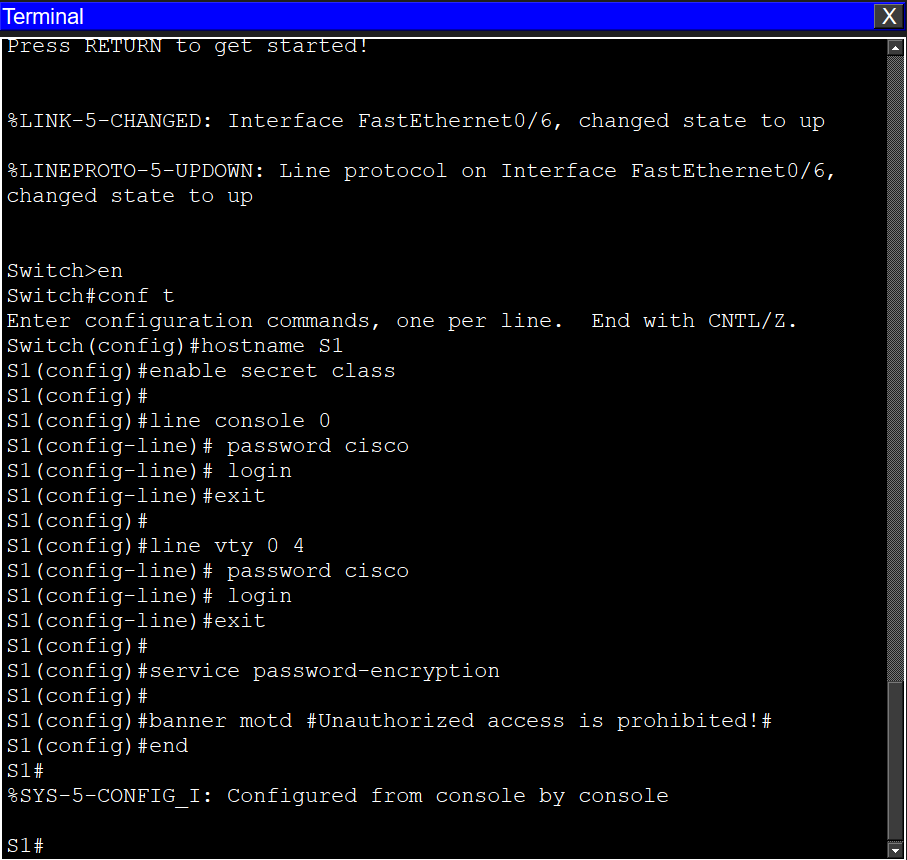 Terminal
X
Press RETURN to get started!
%LINK-5-CHANGED: Interface FastEthernet0/6, changed state to up
%LINEPROTO-5-UPDOWN: Line protocol on Interface FastEthernet0/6,
changed state to up
Switch>en
Switch#conf t
Enter configuration commands, one per line.  End with CNTL/Z.
Switch(config)#hostname S1
S1(config)#enable secret class
S1(config)#
S1(config)#line console 0
S1(config-line)# password cisco
S1(config-line)# login
S1(config-line)#exit
S1(config)#
S1(config)#line vty 0 4
S1(config-line)# password cisco
S1(config-line)# login
S1(config-line)#exit
S1(config)#
S1(config)#service password-encryption
S1(config)#
S1(config)#banner motd #Unauthorized access is prohibited!#
S1(config)#end
S1#
%SYS-5-CONFIG_I: Configured from console by console
S1#